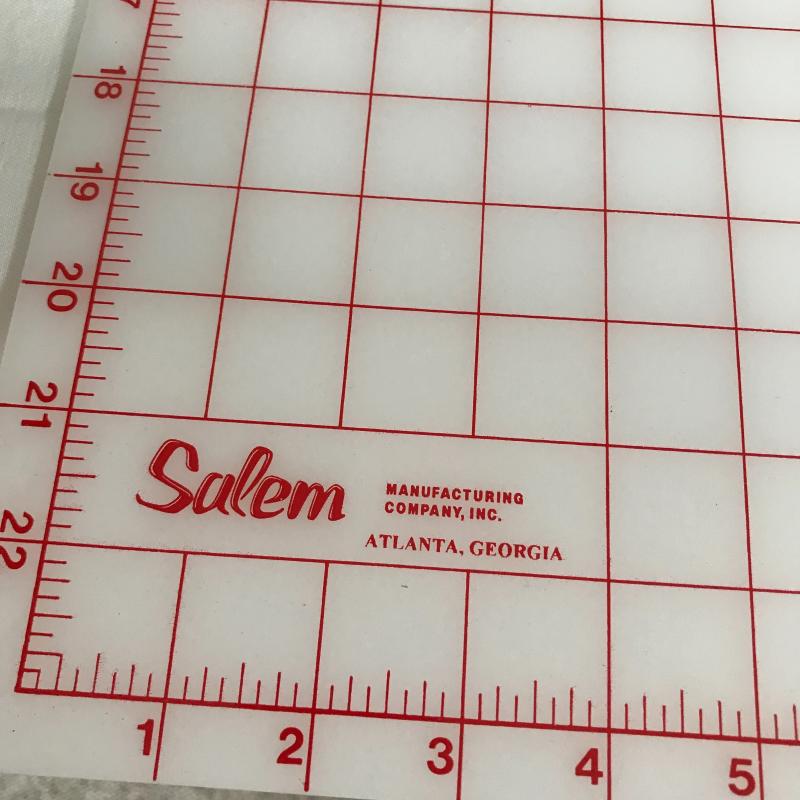 18
19
20
21
Salem
MANUFACTURING
COMPANY, INC.
ATLANTA, GEORGIA
22
1 2 3 4 5